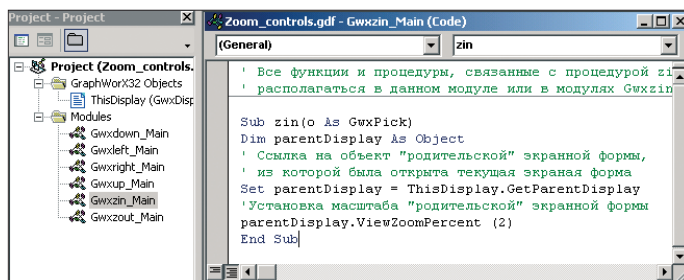 Project - Project
Project (Zoom_controls.
GraphWorX32 Objects
ThisDisplay (GwxDisp
Modules
Gwxdown_Main
Gwxleft_Main
Gwxright_Main
Gwxup_Main
Gwxzin_Main
Gwxzout_Main
Zoom_controls.gdf - Gwxzin_Main (Code)
(General)
zin
' Все функции и процедуры, связанные с процедурой zi
' располагаться в данном модуле или в модулях Gwxzin
Sub zin(o As GwxPick)
Dim parentDisplay As Object
' Ссылка на объект "родительской" экранной формы,
' из которой была открыта текущая экраная форма
Set parentDisplay = ThisDisplay.GetParentDisplay
'Установка масштаба "родительской" экранной формы
parentDisplay.ViewZoomPercent (2)
End Sub